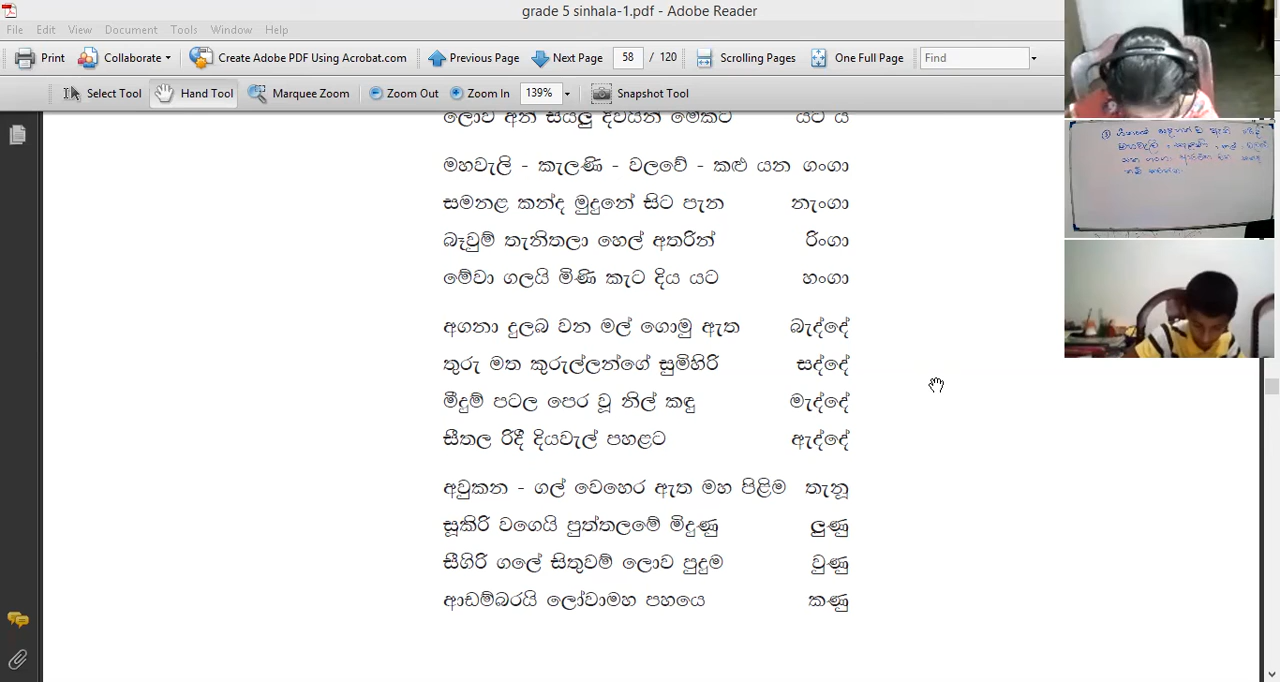 grade 5 sinhala-1.pdf - Adobe Reader
File Edit View Document Tools Window Help
Print Collaborate Create Adobe PDF Using Acrobat.com Previous Page Next Page 58 / 120 Scrolling Pages One Full Page Find
Select Tool Hand Tool Marquee Zoom Zoom Out Zoom In 139% Snapshot Tool
ලොව අන් සියලු දිවයින් මෙකට යට ය
මහවැලි - කැලණි - වලවේ - කළු යන ගංගා
සමනළ කන්ද මුදුනේ සිට පැන නැංගා
බෑවුම් තැනිතලා හෙල් අතරින් රිංගා
මේවා ගලයි මිණි කැට දිය යට හංගා
අගනා දුලබ වන මල් ගොමු ඇත බැද්දේ
තුරු මත කුරුල්ලන්ගේ සුමිහිරි සද්දේ
මීදුම් පටල පෙර වූ නිල් කඳු මැද්දේ
සීතල රිදී දියවැල් පහළට ඇද්දේ
අවුකන - ගල් වෙහෙර ඇත මහ පිළිම තැනූ
සූකිරි වගෙයි පුත්තලමේ මිදුණු ලුණු
සීගිරි ගලේ සිතුවම් ලොව පුදුම වුණු
ආඩම්බරයි ලෝවාමහ පහයෙ කණු